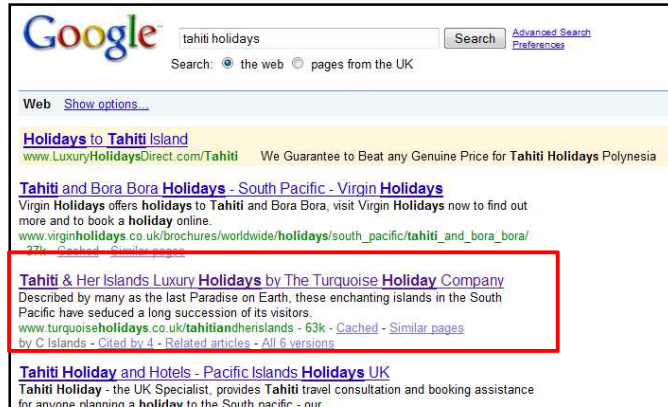 Google
tahiti holidays
Search
Advanced Search
Preferences
Search: the web pages from the UK
Web Show options...
Holidays to Tahiti Island
www.LuxuryHolidaysDirect.com/Tahiti We Guarantee to Beat any Genuine Price for Tahiti Holidays Polynesia
Tahiti and Bora Bora Holidays - South Pacific - Virgin Holidays
Virgin Holidays offers holidays to Tahiti and Bora Bora, visit Virgin Holidays now to find out
more and to book a holiday online.
www.virginholidays.co.uk/brochures/worldwide/holidays/south_pacific/tahiti_and_bora_bora/
- 37k - Cached - Similar pages
Tahiti & Her Islands Luxury Holidays by The Turquoise Holiday Company
Described by many as the last Paradise on Earth, these enchanting islands in the South
Pacific have seduced a long succession of its visitors.
www.turquoiseholidays.co.uk/tahitiandherislands - 63k - Cached - Similar pages
by C Islands - Cited by 4 - Related articles - All 6 versions
Tahiti Holiday and Hotels - Pacific Islands Holidays UK
Tahiti Holiday - the UK Specialist, provides Tahiti travel consultation and booking assistance
for anyone planning a holiday to the South pacific - our